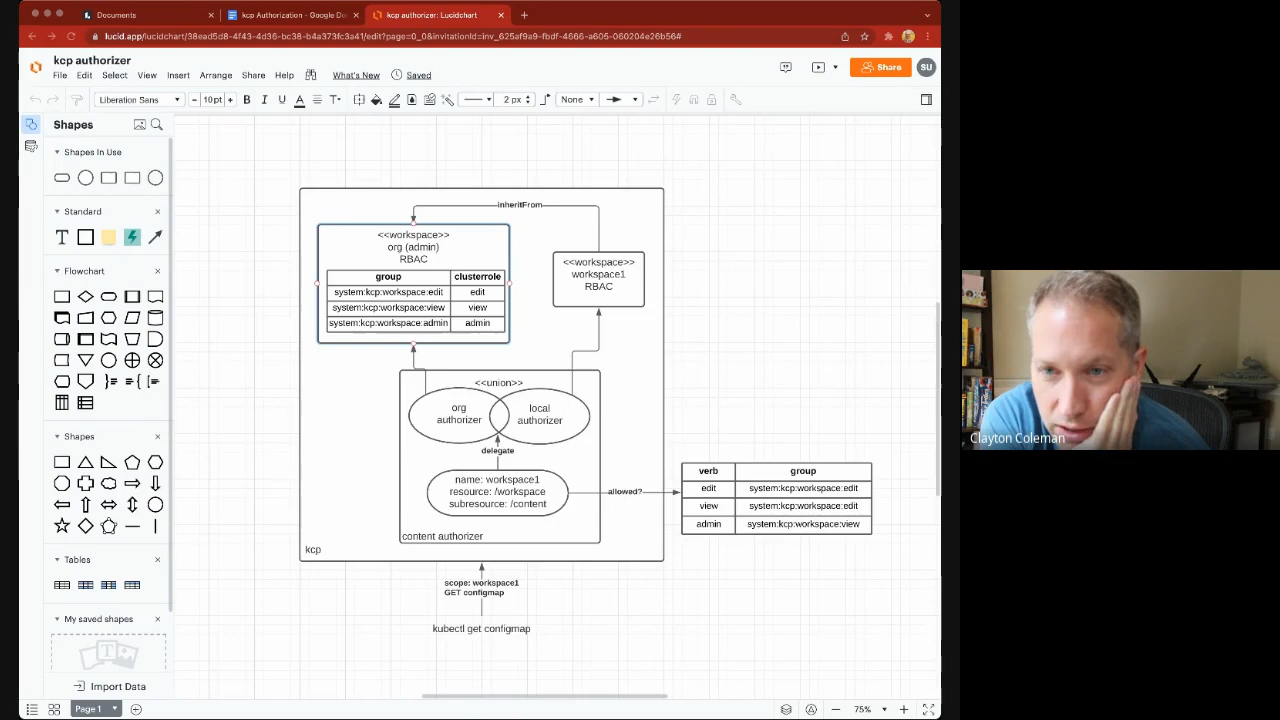 Documents
kcp Authorization - Google Do
kcp authorizer: Lucidchart
lucid.app/lucidchart/38ead5d8-4f43-4d36-bc38-b4a373fc3a41/edit?page=0_0&invitationId=inv_625af9a9-fbdf-4666-a605-060204e26b56#
kcp authorizer
File Edit Select View Insert Arrange Share Help What's New Saved
Share
SU
Liberation Sans
10pt
B I U A T
2 px
None
Shapes
Shapes In Use
Standard
T
Flowchart
Shapes
Tables
My saved shapes
Import Data
Page 1
75%
inheritFrom
<<workspace>>
org (admin)
RBAC
group clusterrole
system:kcp:workspace:edit edit
system:kcp:workspace:view view
system:kcp:workspace:admin admin
<<workspace>>
workspace1
RBAC
<<union>>
org
authorizer
local
authorizer
delegate
name: workspace1
resource: /workspace
subresource: /content
allowed?
content authorizer
kcp
verb group
edit system:kcp:workspace:edit
view system:kcp:workspace:edit
admin system:kcp:workspace:view
scope: workspace1
GET configmap
kubectl get configmap
Clayton Coleman